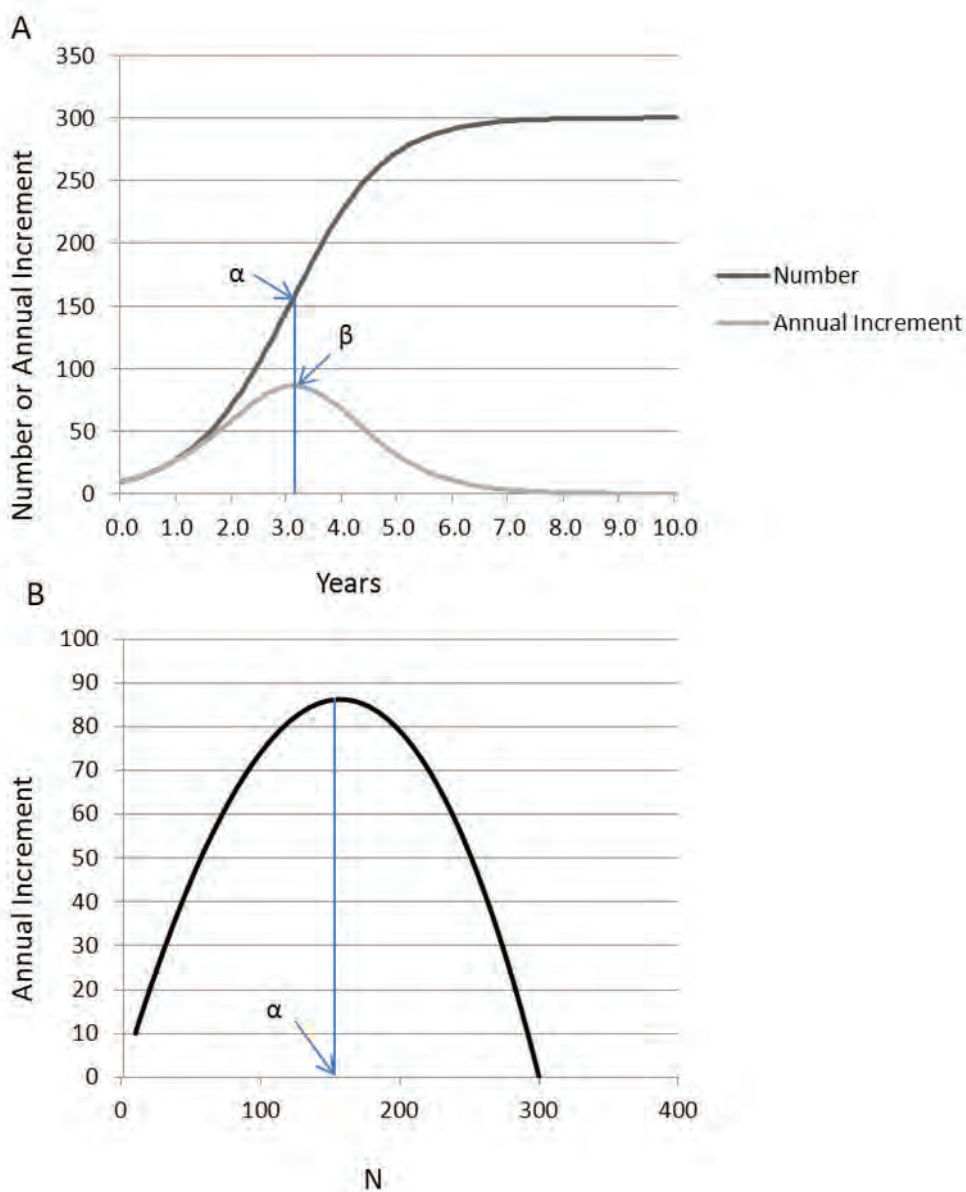 A
350
300
250
200
150
100
50
0
Number or Annual Increment
α
β
Number
Annual Increment
0.0 1.0 2.0 3.0 4.0 5.0 6.0 7.0 8.0 9.0 10.0
Years
B
100
90
80
70
60
50
40
30
20
10
0
Annual Increment
α
0 100 200 300 400
N